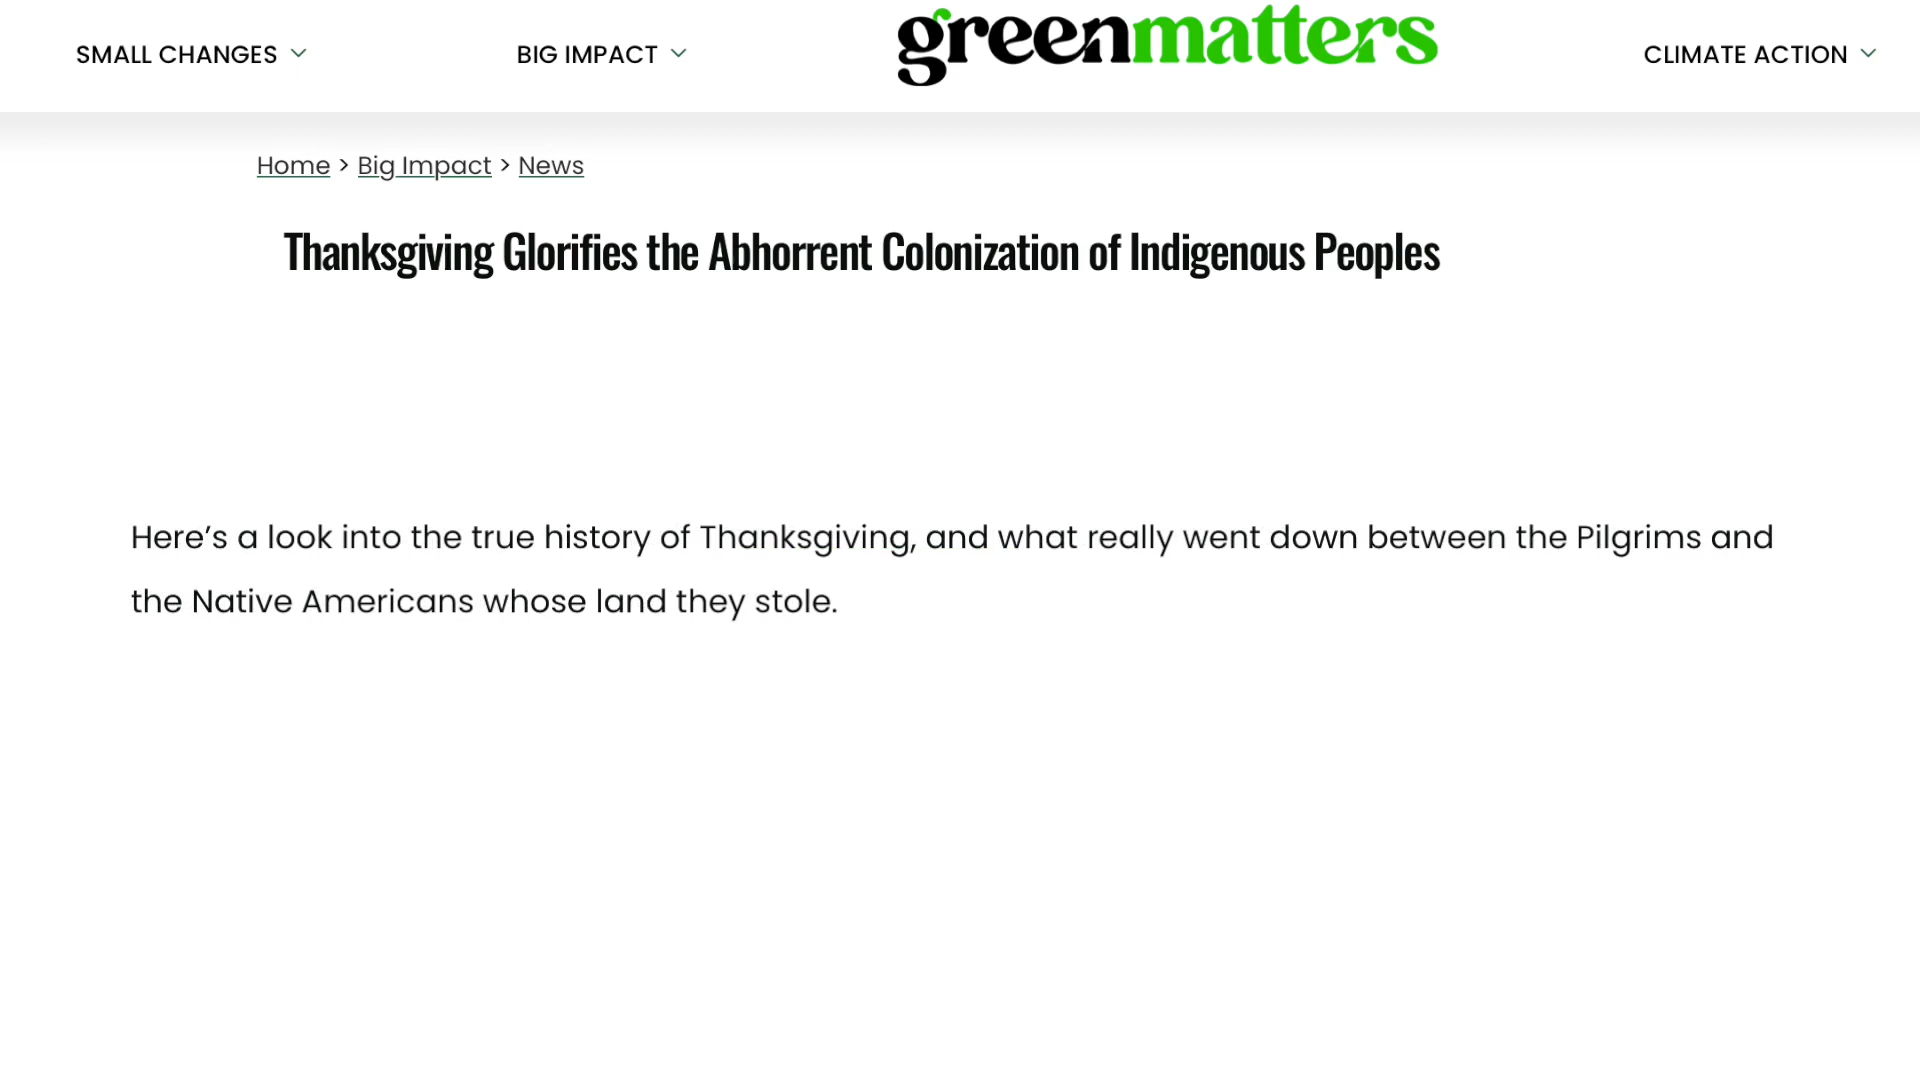 SMALL CHANGES
BIG IMPACT
greenmatters
CLIMATE ACTION
Home > Big Impact > News
Thanksgiving Glorifies the Abhorrent Colonization of Indigenous Peoples
Here’s a look into the true history of Thanksgiving, and what really went down between the Pilgrims and
the Native Americans whose land they stole.